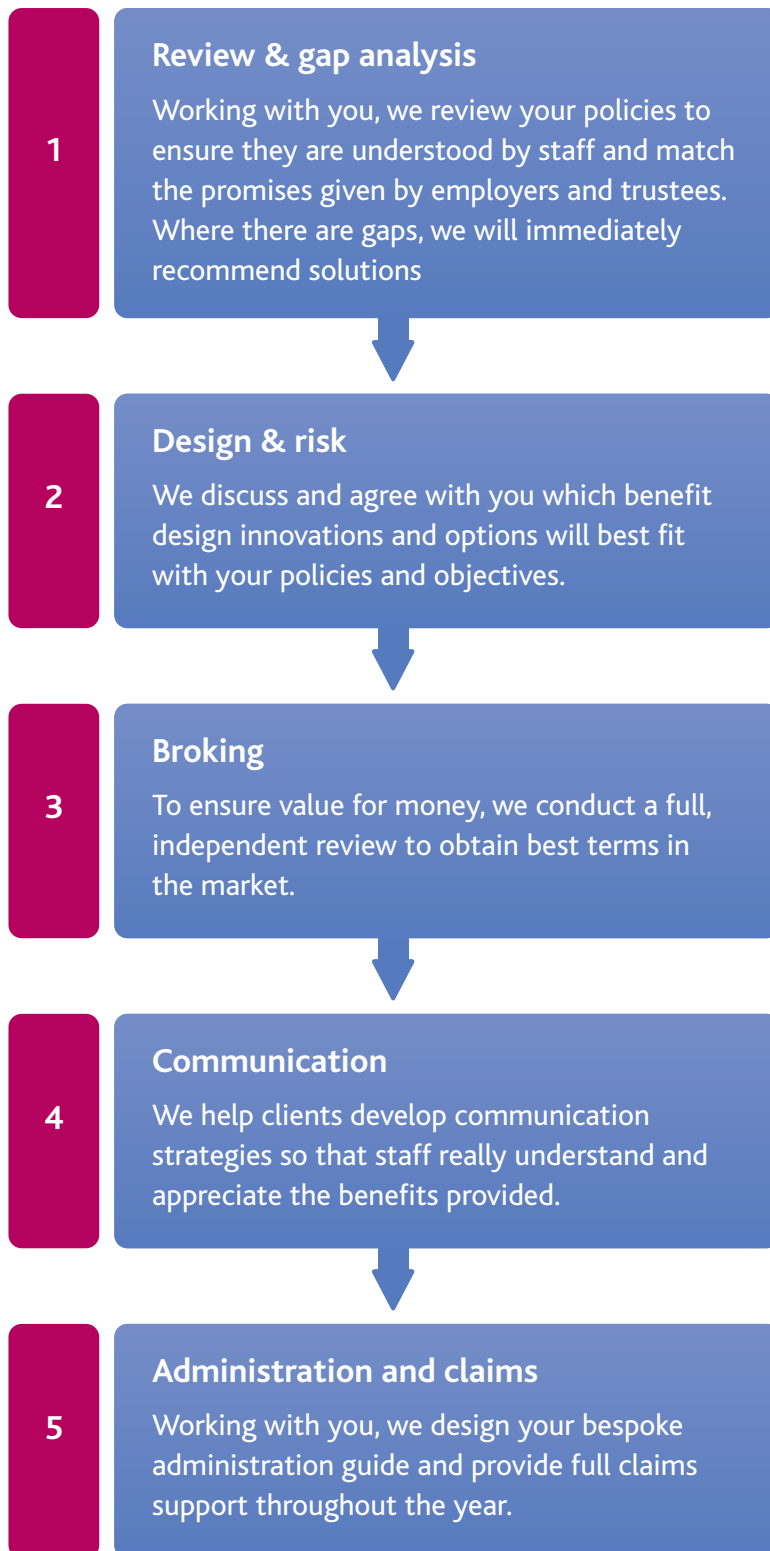 1
Review & gap analysis
Working with you, we review your policies to
ensure they are understood by staff and match
the promises given by employers and trustees.
Where there are gaps, we will immediately
recommend solutions
2
Design & risk
We discuss and agree with you which benefit
design innovations and options will best fit
with your policies and objectives.
3
Broking
To ensure value for money, we conduct a full,
independent review to obtain best terms in
the market.
4
Communication
We help clients develop communication
strategies so that staff really understand and
appreciate the benefits provided.
5
Administration and claims
Working with you, we design your bespoke
administration guide and provide full claims
support throughout the year.